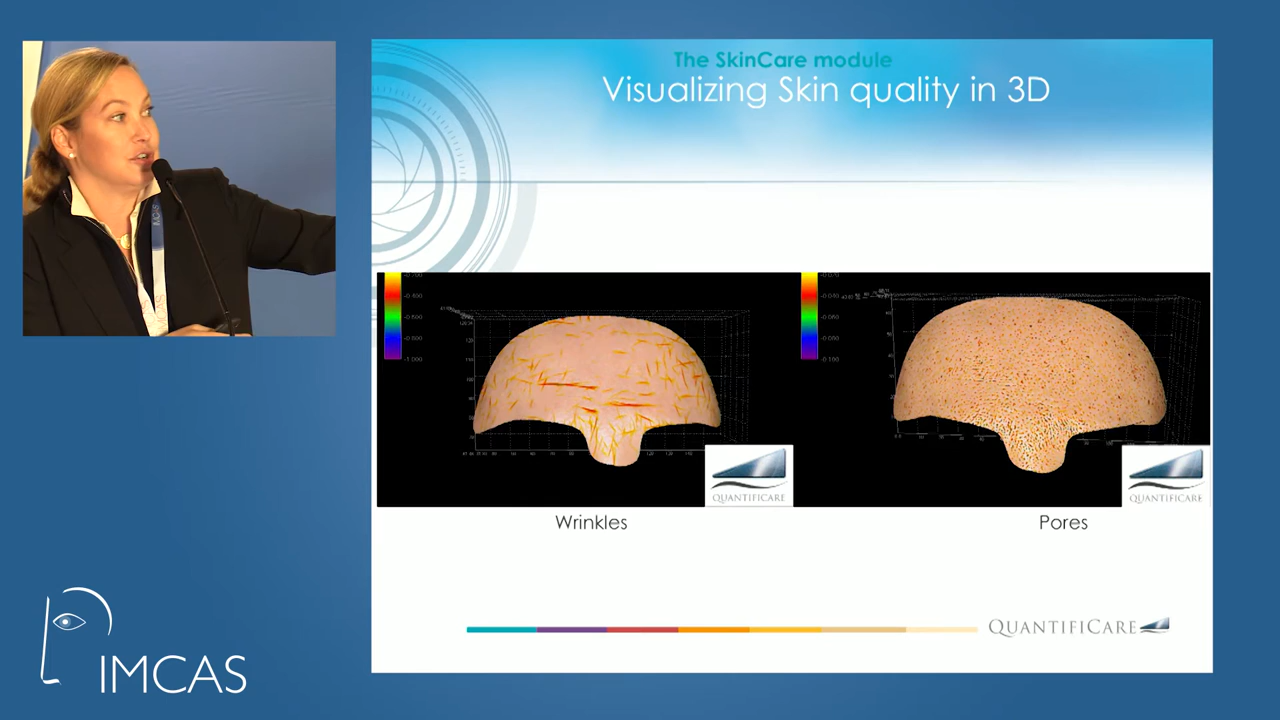 The SkinCare module
Visualizing Skin quality in 3D
QUANTIFICARE
QUANTIFICARE
Wrinkles
Pores
QUANTIFICARE
IMCAS